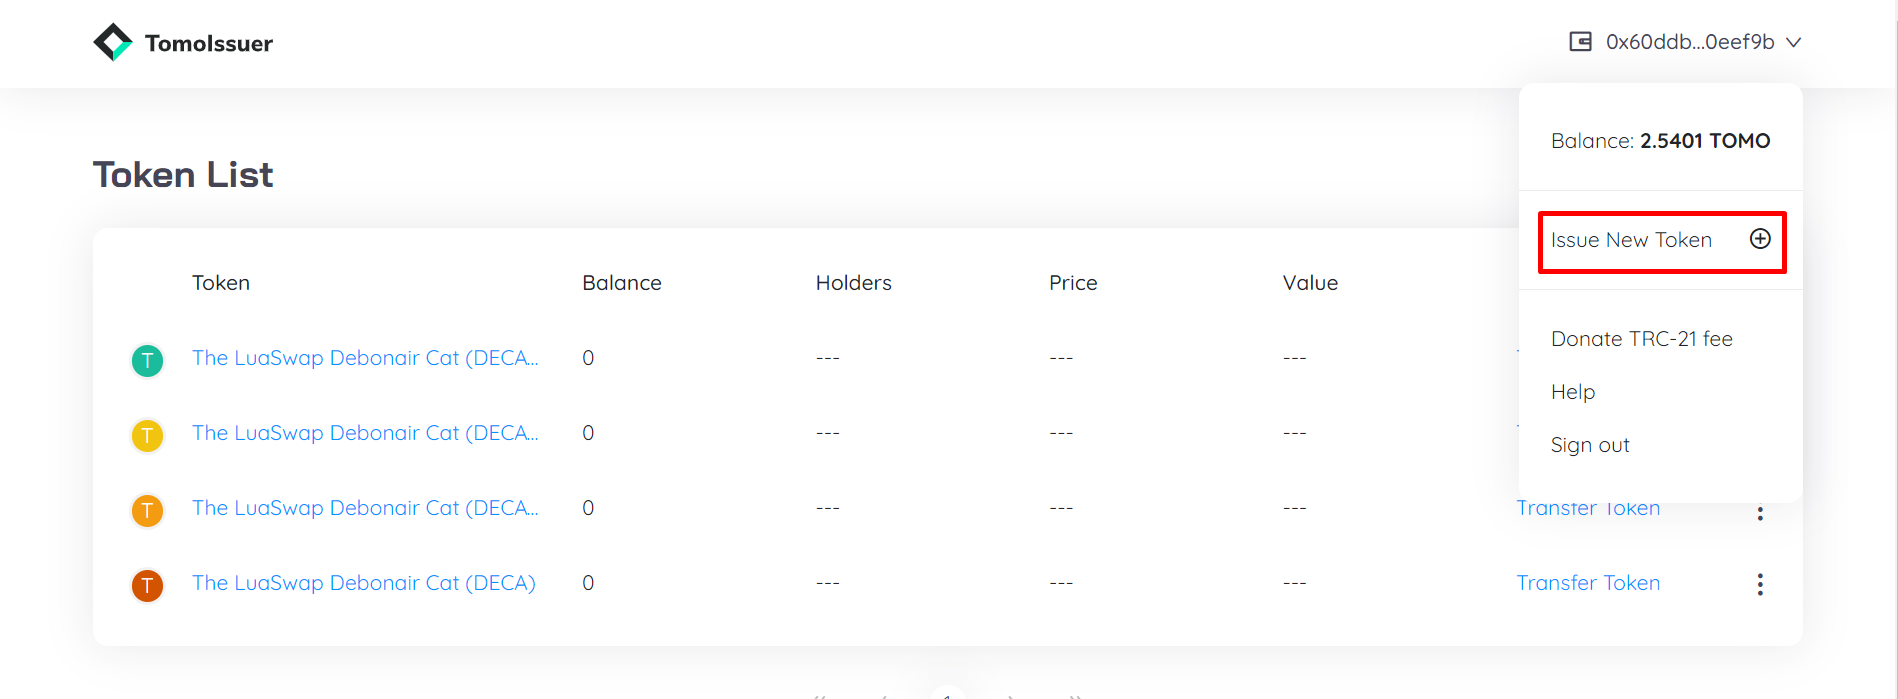 TomoIssuer
0x60ddb...0eef9b
Balance: 2.5401 TOMO
Token List
Issue New Token
Token Balance Holders Price Value
Donate TRC-21 fee
T The LuaSwap Debonair Cat (DECA... 0 --- --- ---
Help
T The LuaSwap Debonair Cat (DECA... 0 --- --- ---
Sign out
T The LuaSwap Debonair Cat (DECA... 0 --- --- --- Transfer Token
T The LuaSwap Debonair Cat (DECA) 0 --- --- --- Transfer Token